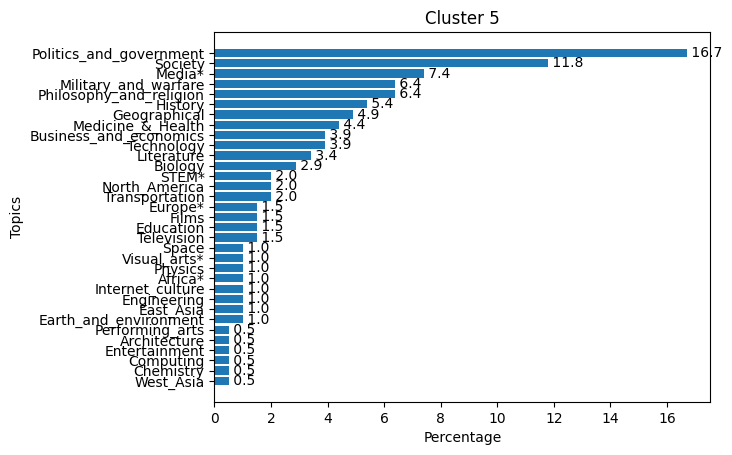 Cluster 5
Politics_and_government 16.7
Society 11.8
Media* 7.4
Military_and_warfare 6.4
Philosophy_and_religion 6.4
History 5.4
Geographical 4.9
Medicine_&_Health 4.4
Business_and_economics 3.9
Technology 3.9
Literature 3.4
Biology 2.9
STEM* 2.0
North_America 2.0
Transportation 2.0
Europe* 1.5
Films 1.5
Education 1.5
Television 1.5
Space 1.0
Visual_arts* 1.0
Physics 1.0
Africa* 1.0
Internet_culture 1.0
Engineering 1.0
East_Asia 1.0
Earth_and_environment 1.0
Performing_arts 0.5
Architecture 0.5
Entertainment 0.5
Computing 0.5
Chemistry 0.5
West_Asia 0.5
Topics
0 2 4 6 8 10 12 14 16
Percentage